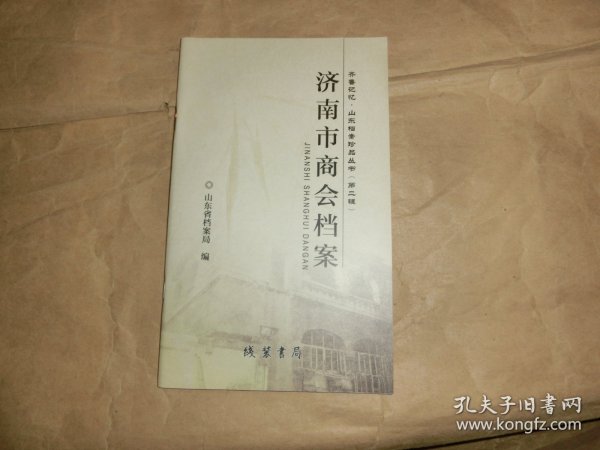 齐鲁记忆·山东档案珍品丛书（第二辑）
济南市商会档案
JINANSHI SHANGHUI DANGAN
◎山东省档案局 编
线装书局
孔夫子旧书网
www.kongfz.com